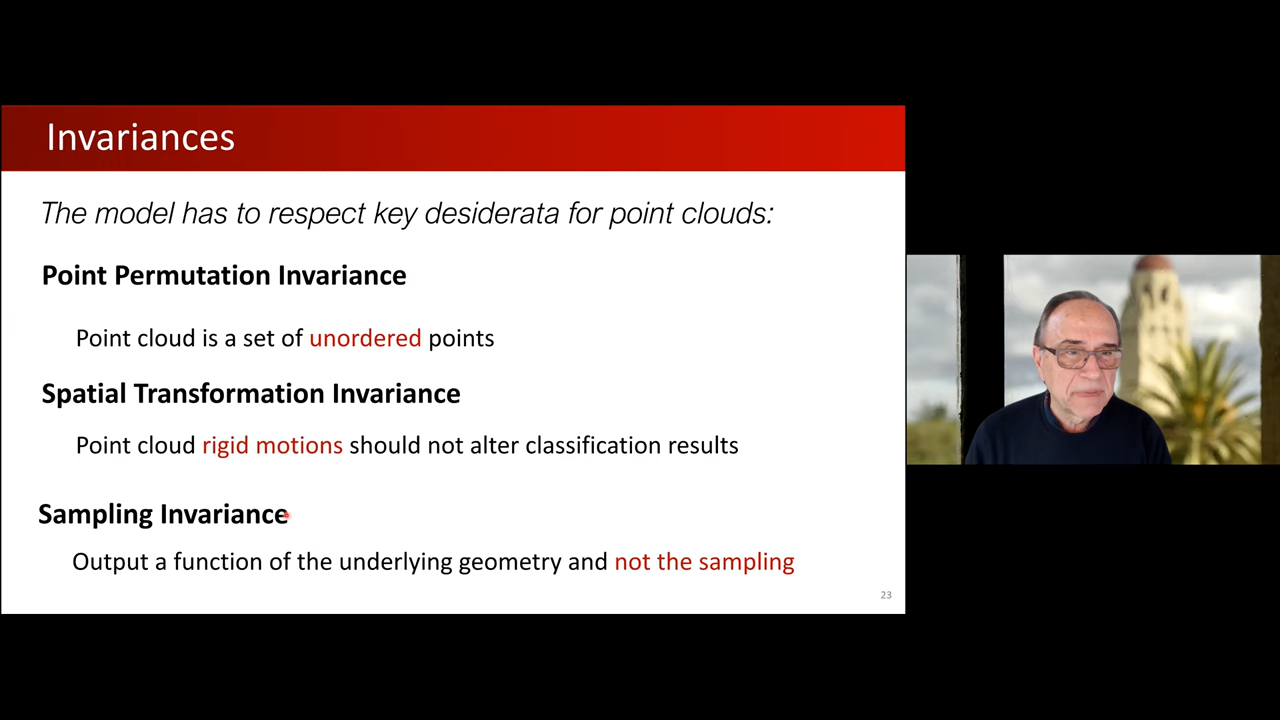 Invariances
The model has to respect key desiderata for point clouds:
Point Permutation Invariance
Point cloud is a set of unordered points
Spatial Transformation Invariance
Point cloud rigid motions should not alter classification results
Sampling Invariance
Output a function of the underlying geometry and not the sampling
23